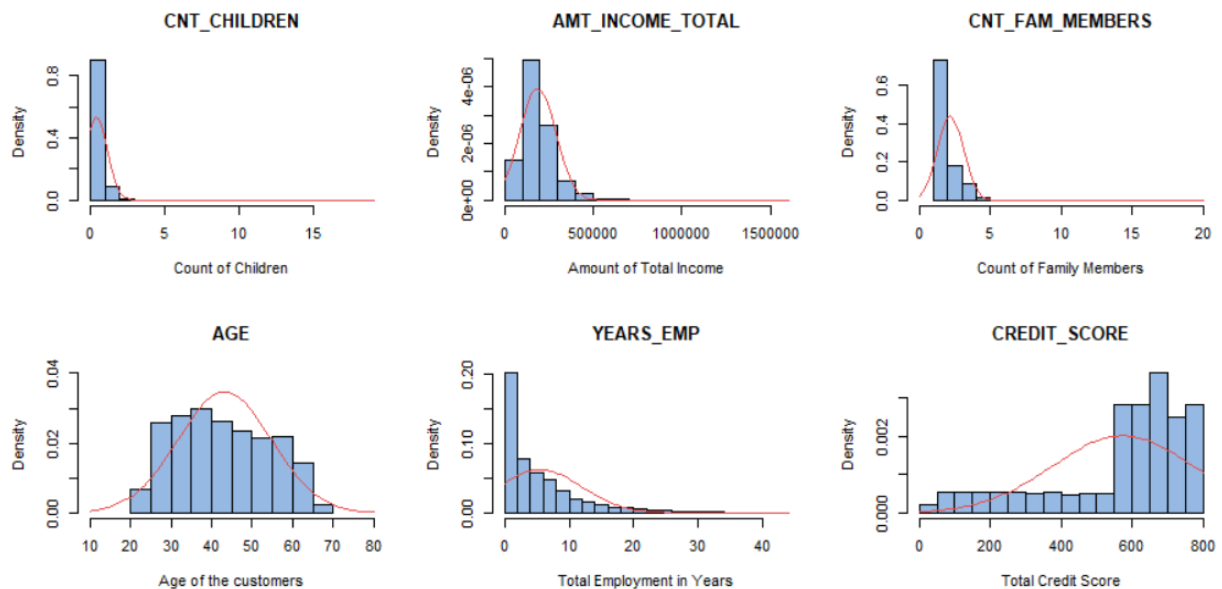 CNT_CHILDREN
Density
0.0
0.4
0.8
0 5 10 15
Count of Children
AMT_INCOME_TOTAL
Density
0e+00
2e-06
4e-06
0 500000 1000000 1500000
Amount of Total Income
CNT_FAM_MEMBERS
Density
0.0
0.2
0.6
0 5 10 15 20
Count of Family Members
AGE
Density
0.00
0.02
0.04
10 20 30 40 50 60 70 80
Age of the customers
YEARS_EMP
Density
0.00
0.10
0.20
0 10 20 30 40
Total Employment in Years
CREDIT_SCORE
Density
0.000
0.002
0 200 400 600 800
Total Credit Score